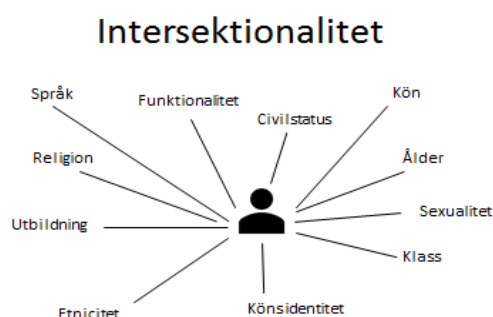 Intersektionalitet
Språk
Funktionalitet
Civilstatus
Kön
Religion
Ålder
Utbildning
Sexualitet
Klass
Etnicitet
Könsidentitet